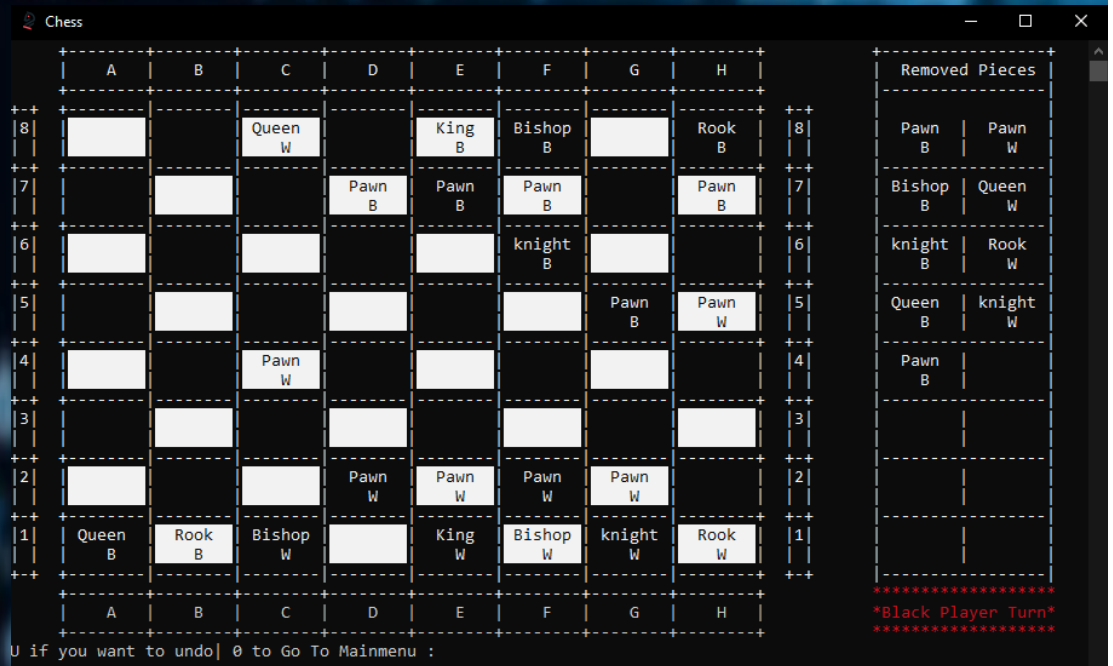 Chess
A B C D E F G H Removed Pieces
8 Queen King Bishop Rook 8 Pawn | Pawn
W B B B B | W
7 Pawn Pawn Pawn Pawn 7 Bishop | Queen
B B B B B | W
6 knight 6 knight | Rook
B B | W
5 Pawn Pawn 5 Queen | knight
B W B | W
4 Pawn 4 Pawn |
W B |
3 3
2 Pawn Pawn Pawn Pawn 2
W W W W
1 Queen Rook Bishop King Bishop knight Rook 1
B B W W W W W
*******************
A B C D E F G H *Black Player Turn*
*******************
U if you want to undo| 0 to Go To Mainmenu :